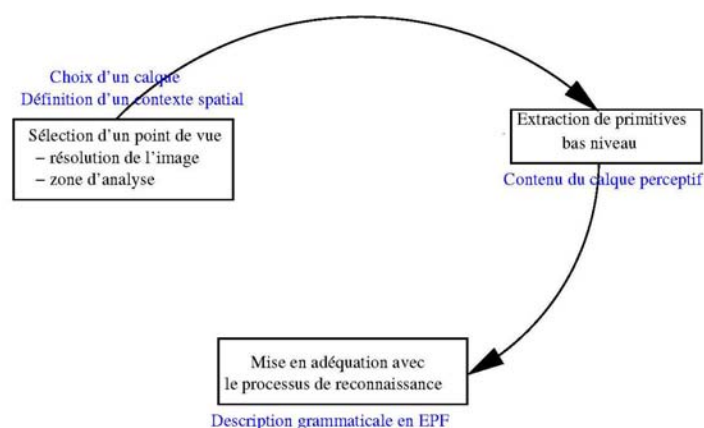 Choix d'un calque
Définition d'un contexte spatial
Sélection d'un point de vue
– résolution de l'image
– zone d'analyse
Extraction de primitives
bas niveau
Contenu du calque perceptif
Mise en adéquation avec
le processus de reconnaissance
Description grammaticale en EPF